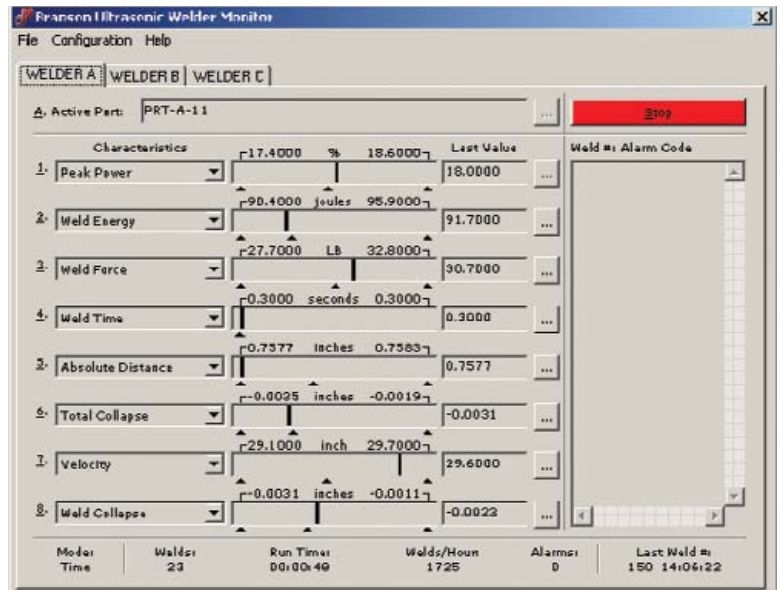 Branson Ultrasonic Welder Monitor
File Configuration Help
WELDER A WELDER B WELDER C
A. Active Part: PRT-A-11 ... Stop
Characteristics Last Value Weld #: Alarm Code
17.4000 % 18.6000
1. Peak Power 18.0000 ...
90.4000 joules 95.9000
2. Weld Energy 91.7000 ...
27.7000 LB 32.8000
3. Weld Force 30.7000 ...
0.3000 seconds 0.3000
4. Weld Time 0.3000 ...
0.7577 inches 0.7583
5. Absolute Distance 0.7577 ...
-0.0035 inches -0.0019
6. Total Collapse -0.0031 ...
29.1000 inch 29.7000
7. Velocity 29.6000 ...
-0.0031 inches -0.0011
8. Weld Collapse -0.0023 ...
Mode: Welds: Run Time: Welds/Hour: Alarms: Last Weld #:
Time 23 00:00:48 1725 0 150 14:06:22